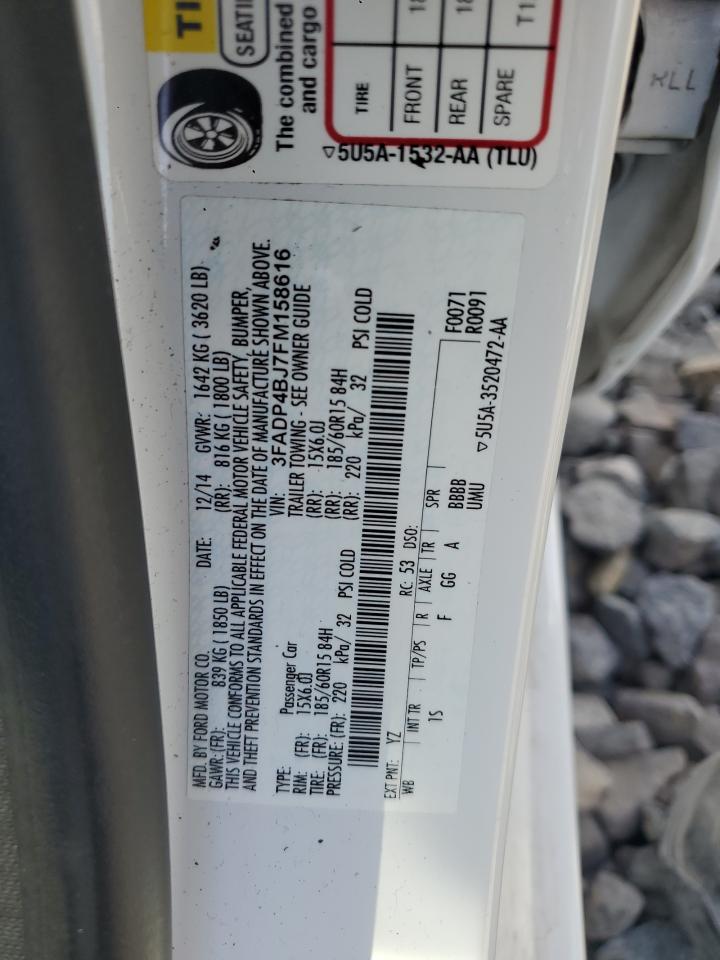 TI
SEATIN
The combined
and cargo
TIRE
FRONT 18
REAR 18
SPARE T1
5U5A-1532-AA (TLU)
MFD. BY FORD MOTOR CO.
DATE: 12/14 GVWR: 1642 KG ( 3620 LB)
GAWR: (FR): 839 KG ( 1850 LB) (RR): 816 KG ( 1800 LB)
THIS VEHICLE CONFORMS TO ALL APPLICABLE FEDERAL MOTOR VEHICLE SAFETY, BUMPER,
AND THEFT PREVENTION STANDARDS IN EFFECT ON THE DATE OF MANUFACTURE SHOWN ABOVE.
VIN: 3FADP4BJ7FM158616
TYPE: Passenger Car TRAILER TOWING - SEE OWNER GUIDE
RIM: (FR): 15X6.0J (RR): 15X6.0J
TIRE: (FR): 185/60R15 84H (RR): 185/60R15 84H
PRESSURE: (FR): 220 kPa/ 32 PSI COLD (RR): 220 kPa/ 32 PSI COLD
EXT PNT: YZ RC: 53 DSO: F0071
WB INT TR TP/PS R AXLE TR SPR R0091
1S F GG A BBBB
UMU 5U5A-3520472-AA